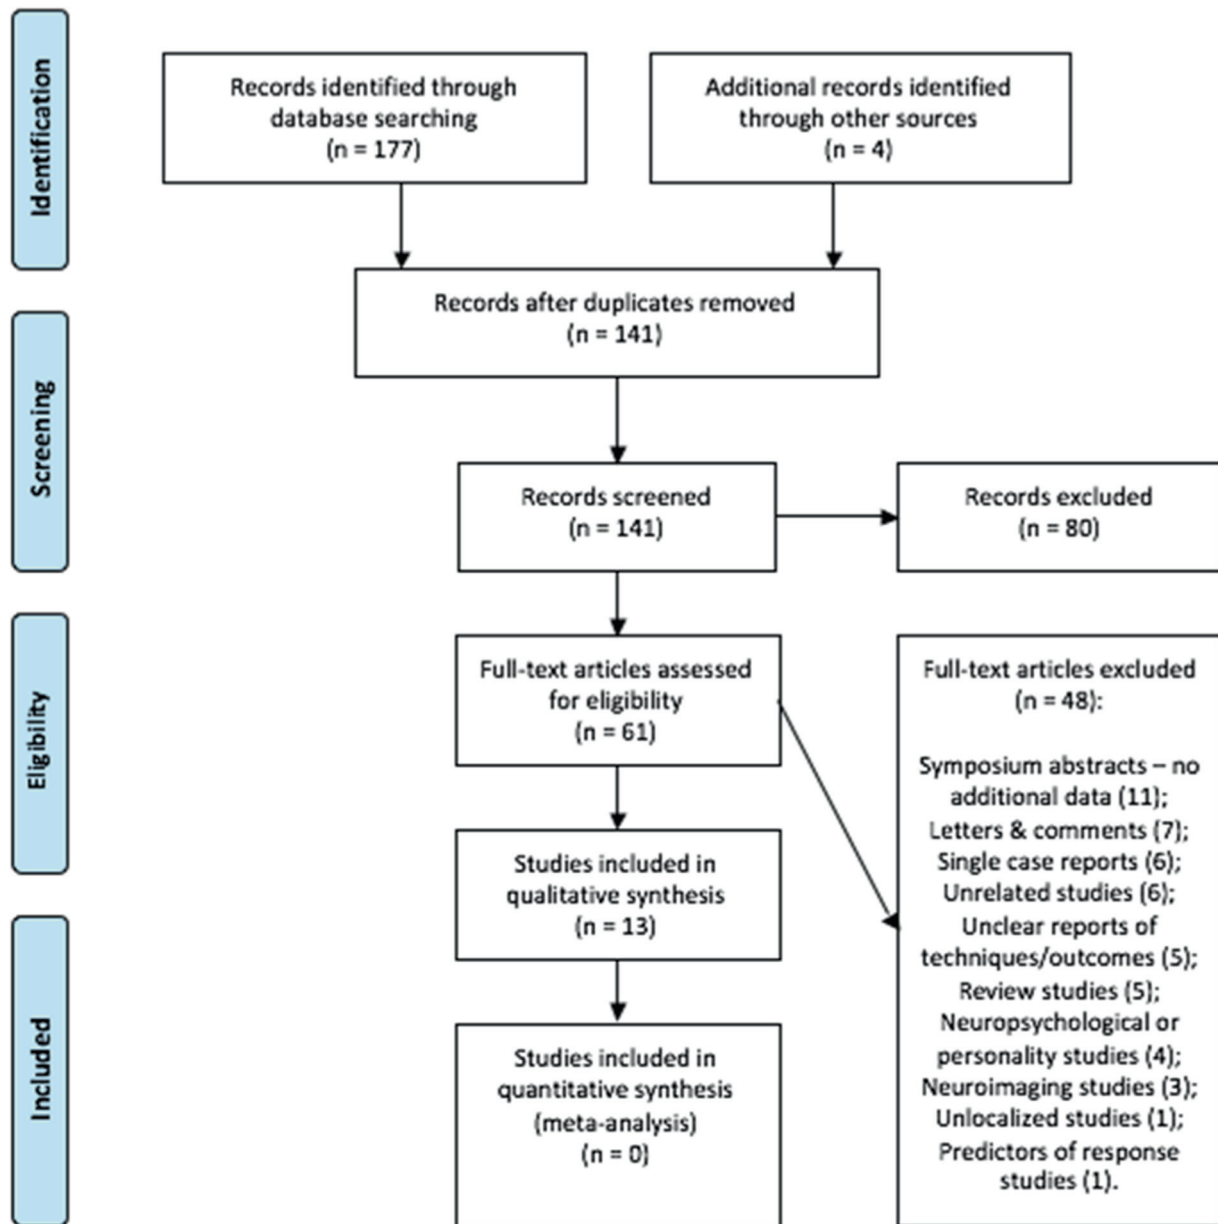 Identification
Records identified through
database searching
(n = 177)
Additional records identified
through other sources
(n = 4)
Records after duplicates removed
(n = 141)
Screening
Records screened
(n = 141)
Records excluded
(n = 80)
Eligibility
Full-text articles assessed
for eligibility
(n = 61)
Full-text articles excluded
(n = 48):
Symposium abstracts – no
additional data (11);
Letters & comments (7);
Single case reports (6);
Unrelated studies (6);
Unclear reports of
techniques/outcomes (5);
Review studies (5);
Neuropsychological or
personality studies (4);
Neuroimaging studies (3);
Unlocalized studies (1);
Predictors of response
studies (1).
Studies included in
qualitative synthesis
(n = 13)
Included
Studies included in
quantitative synthesis
(meta-analysis)
(n = 0)